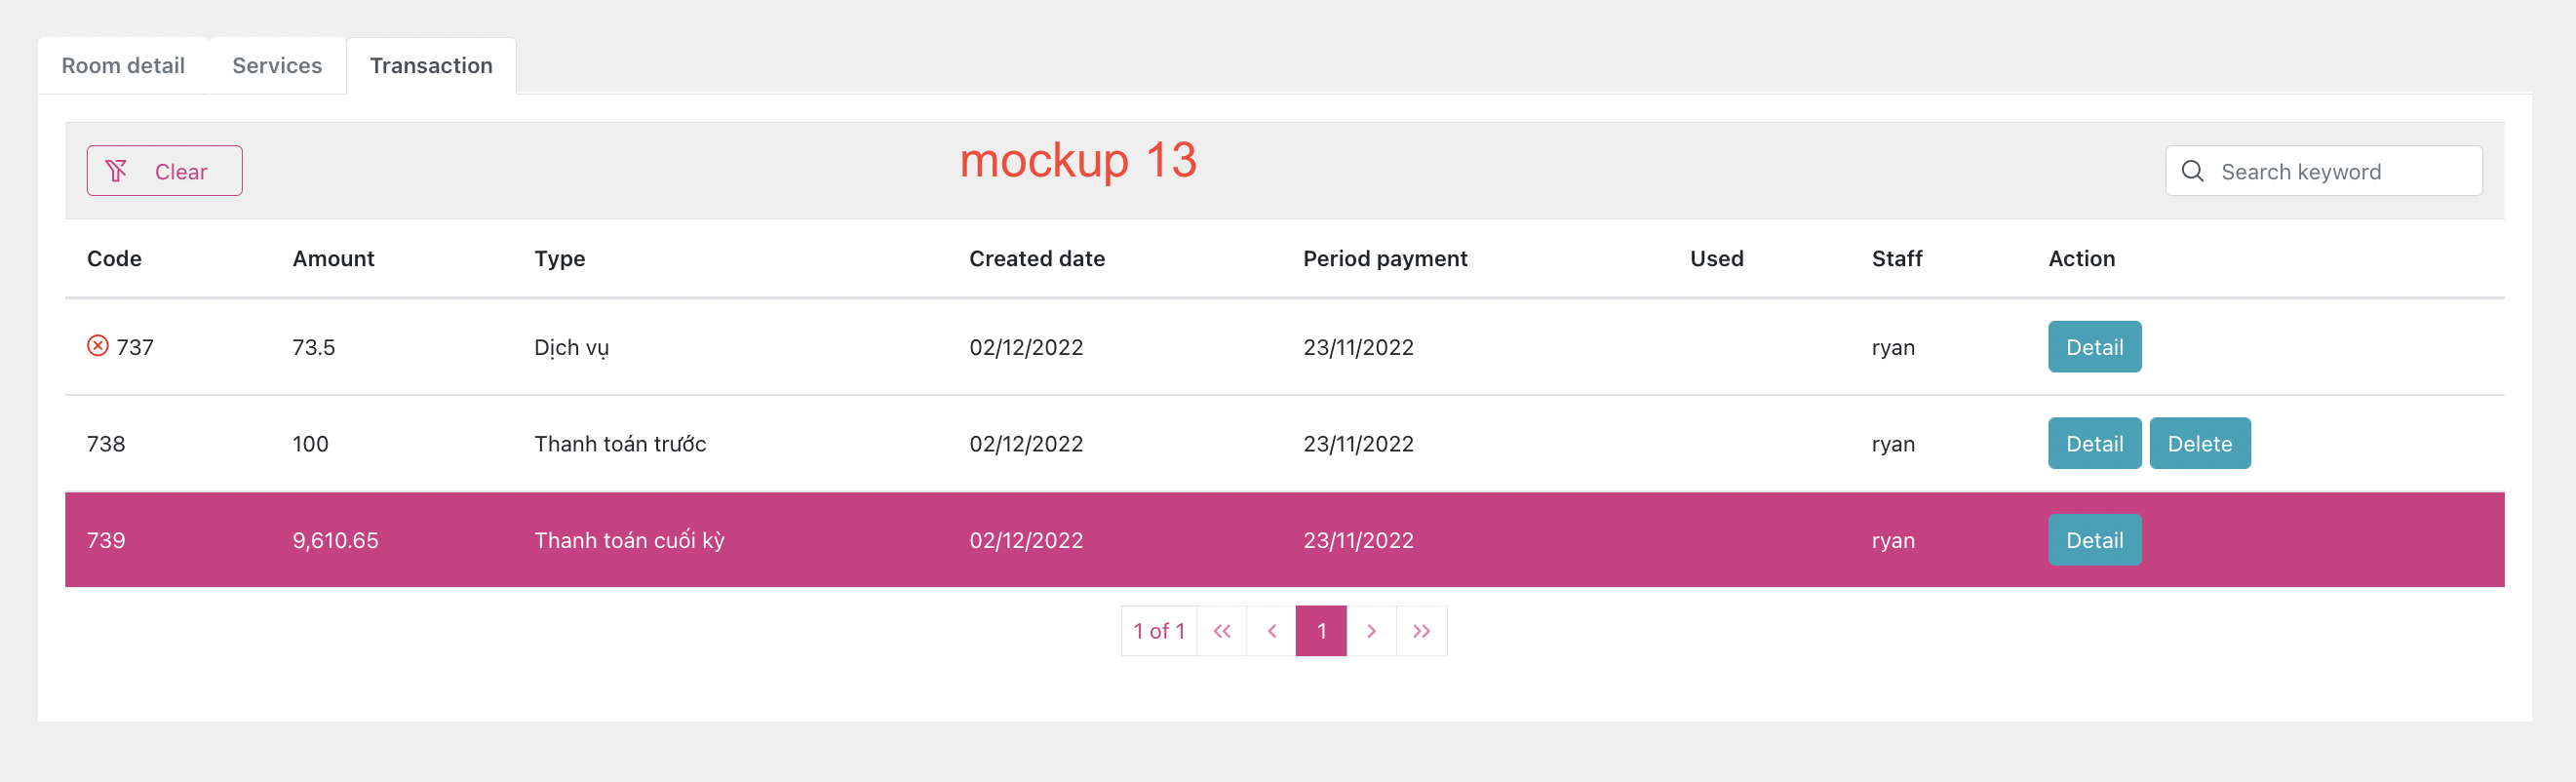 Room detail Services Transaction
mockup 13
Clear Search keyword
Code Amount Type Created date Period payment Used Staff Action
737 73.5 Dịch vụ 02/12/2022 23/11/2022 ryan Detail
738 100 Thanh toán trước 02/12/2022 23/11/2022 ryan Detail Delete
739 9,610.65 Thanh toán cuối kỳ 02/12/2022 23/11/2022 ryan Detail
1 of 1 « ‹ 1 › »